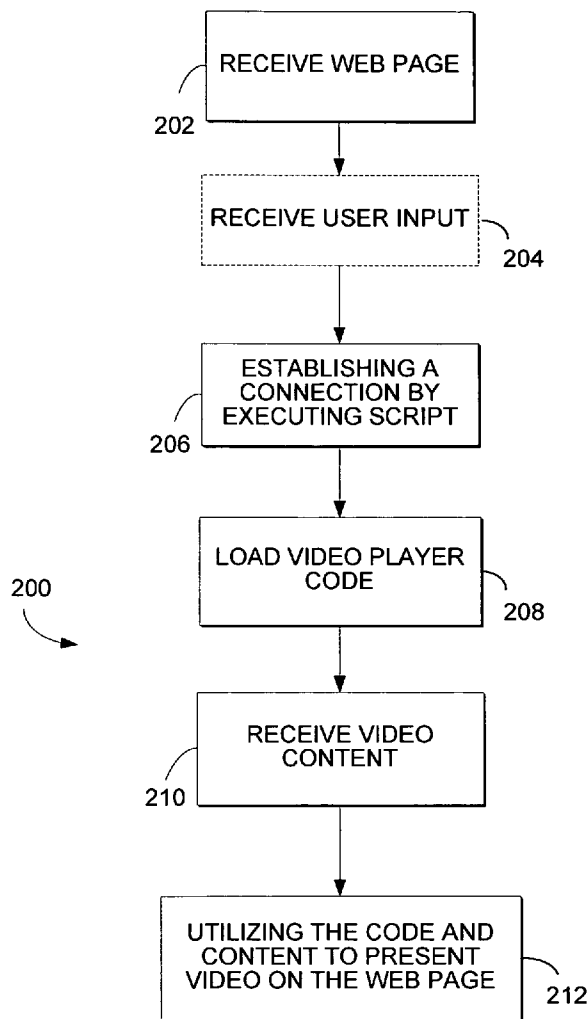 RECEIVE WEB PAGE
202
RECEIVE USER INPUT
204
ESTABLISHING A
CONNECTION BY
EXECUTING SCRIPT
206
LOAD VIDEO PLAYER
CODE
208
200
RECEIVE VIDEO
CONTENT
210
UTILIZING THE CODE AND
CONTENT TO PRESENT
VIDEO ON THE WEB PAGE
212